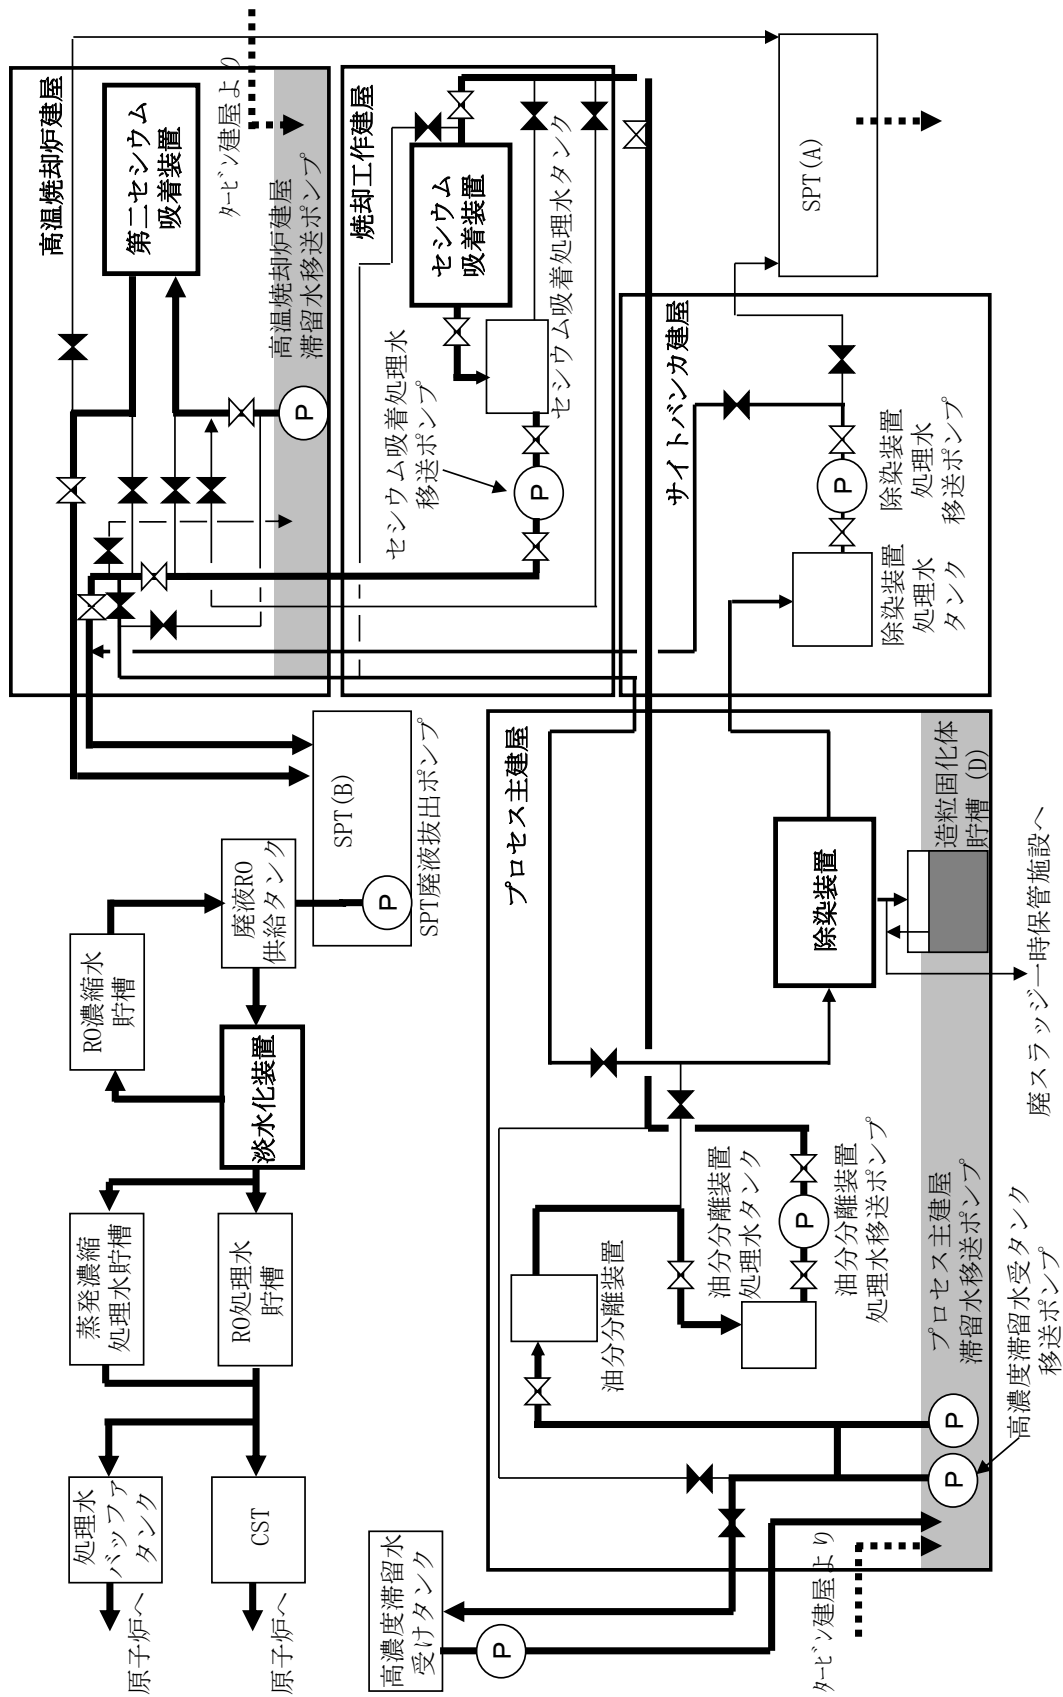 高温焼却炉建屋
第二セシウム
吸着装置
タービン建屋より
高温焼却炉建屋
滞留水移送ポンプ
P
焼却工作建屋
セシウム
吸着装置
セシウム吸着処理水タンク
セシウム吸着処理水
移送ポンプ
P
SPT(A)
サイトバンカ建屋
P
除染装置
処理水
移送ポンプ
除染装置
処理水
タンク
SPT(B)
P
SPT廃液抜出ポンプ
廃液RO
供給タンク
RO濃縮水
貯槽
淡水化装置
蒸発濃縮
処理水貯槽
RO処理水
貯槽
処理水
バッファ
タンク
CST
原子炉へ
原子炉へ
プロセス主建屋
除染装置
造粒固化体
貯槽(D)
廃スラッジ一時保管施設へ
油分分離装置
油分分離装置
処理水タンク
P
油分分離装置
処理水移送ポンプ
プロセス主建屋
滞留水移送ポンプ
P
P
高濃度滞留水受タンク
移送ポンプ
高濃度滞留水
受けタンク
P
タービン建屋より